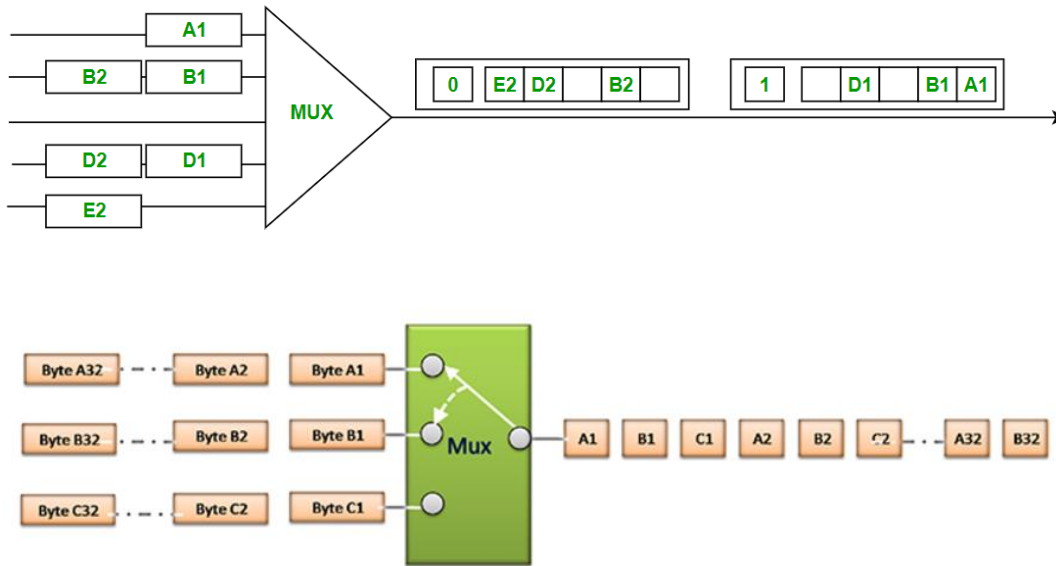 A1
B2 B1
MUX
D2 D1
E2
0 E2 D2 B2
1 D1 B1 A1
Byte A32 Byte A2 Byte A1
Byte B32 Byte B2 Byte B1
Byte C32 Byte C2 Byte C1
Mux
A1 B1 C1 A2 B2 C2 A32 B32